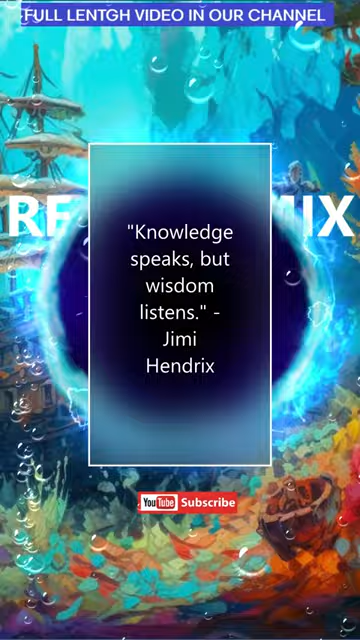 FULL LENTGH VIDEO IN OUR CHANNEL
"Knowledge
speaks, but
wisdom
listens." -
Jimi
Hendrix
YouTube Subscribe